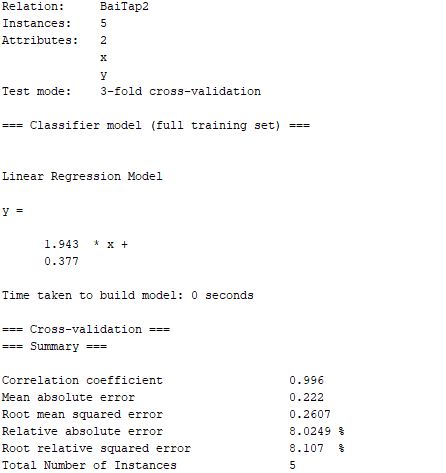 Relation:     BaiTap2
Instances:    5
Attributes:   2
              x
              y
Test mode:    3-fold cross-validation
=== Classifier model (full training set) ===
Linear Regression Model
y =
      1.943  * x +
      0.377
Time taken to build model: 0 seconds
=== Cross-validation ===
=== Summary ===
Correlation coefficient                  0.996
Mean absolute error                      0.222
Root mean squared error                  0.2607
Relative absolute error                  8.0249 %
Root relative squared error              8.107  %
Total Number of Instances                5